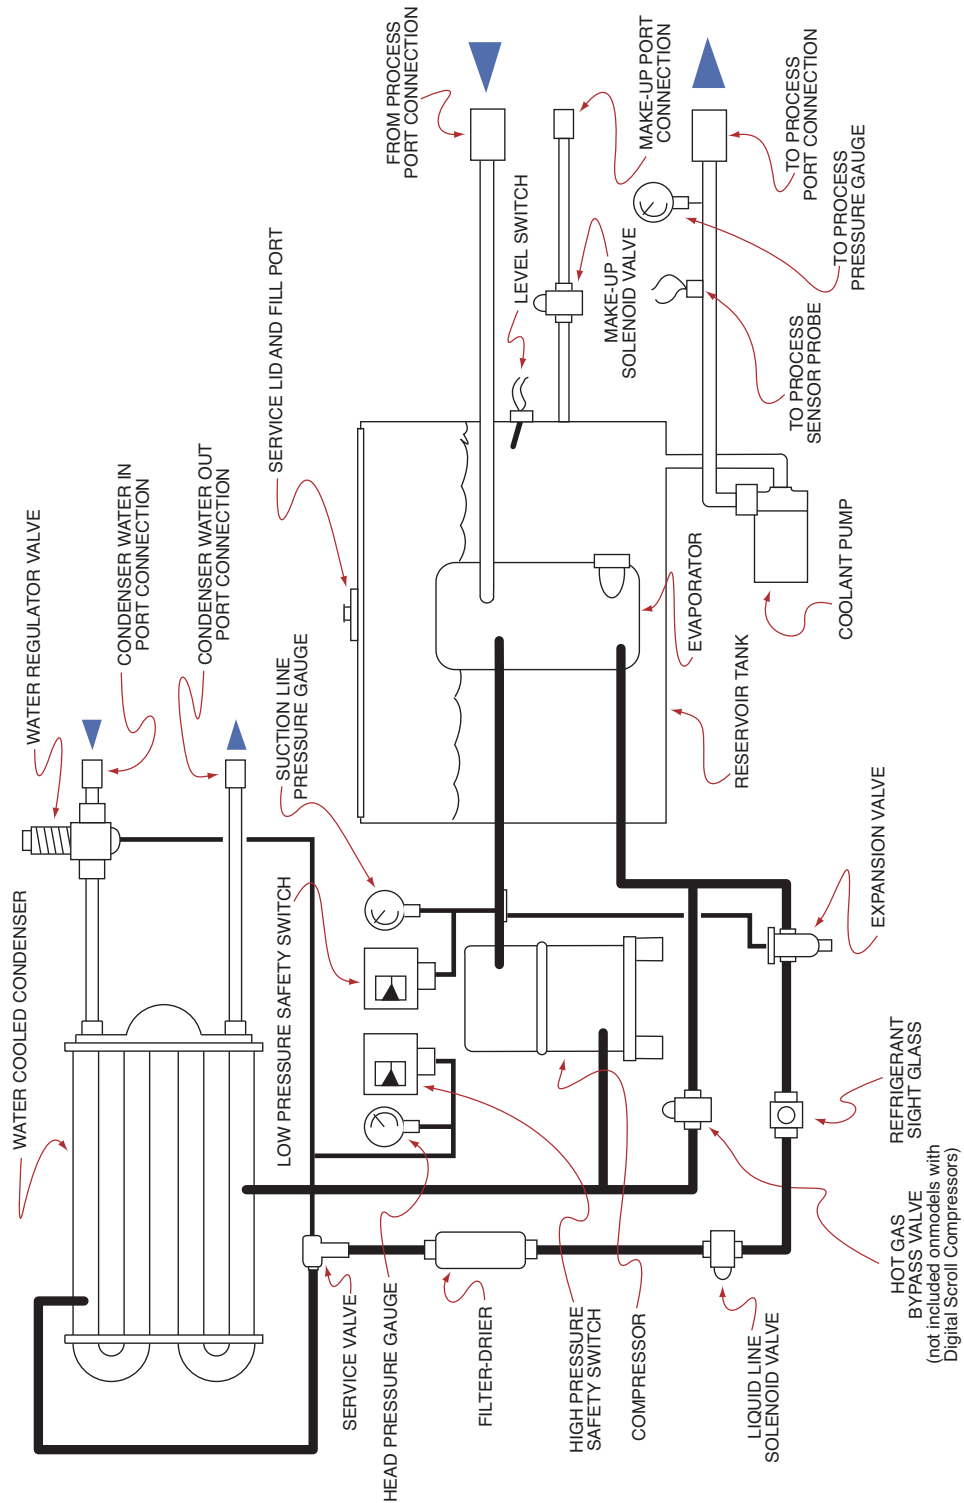 WATER COOLED CONDENSER
WATER REGULATOR VALVE
CONDENSER WATER IN
PORT CONNECTION
CONDENSER WATER OUT
PORT CONNECTION
SERVICE LID AND FILL PORT
FROM PROCESS
PORT CONNECTION
LOW PRESSURE SAFETY SWITCH
SUCTION LINE
PRESSURE GAUGE
LEVEL SWITCH
MAKE-UP
SOLENOID VALVE
MAKE-UP PORT
CONNECTION
SERVICE VALVE
HEAD PRESSURE GAUGE
FILTER-DRIER
HIGH PRESSURE
SAFETY SWITCH
COMPRESSOR
EVAPORATOR
RESERVOIR TANK
TO PROCESS
SENSOR PROBE
TO PROCESS
PORT CONNECTION
TO PROCESS
PRESSURE GAUGE
COOLANT PUMP
LIQUID LINE
SOLENOID VALVE
HOT GAS
BYPASS VALVE
(not included onmodels with
Digital Scroll Compressors)
REFRIGERANT
SIGHT GLASS
EXPANSION VALVE